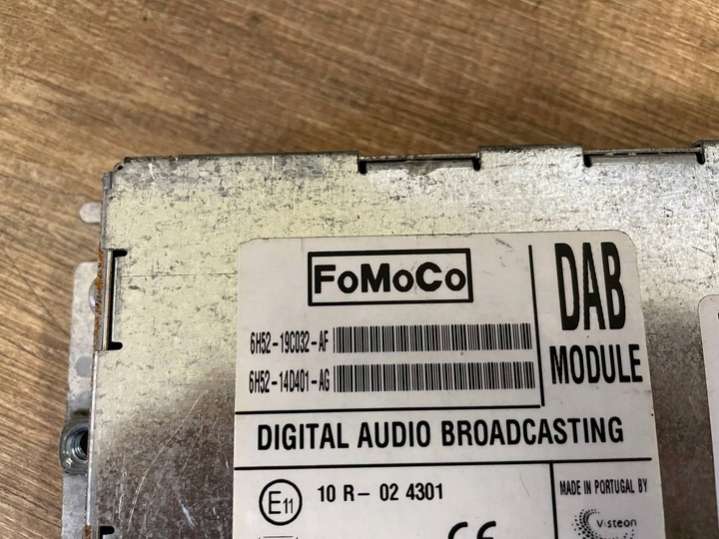 FoMoCo
6H52-19C032-AF
6H52-14D401-AG
DAB
MODULE
DIGITAL AUDIO BROADCASTING
E11
10 R - 02 4301
CE
MADE IN PORTUGAL BY
Visteon